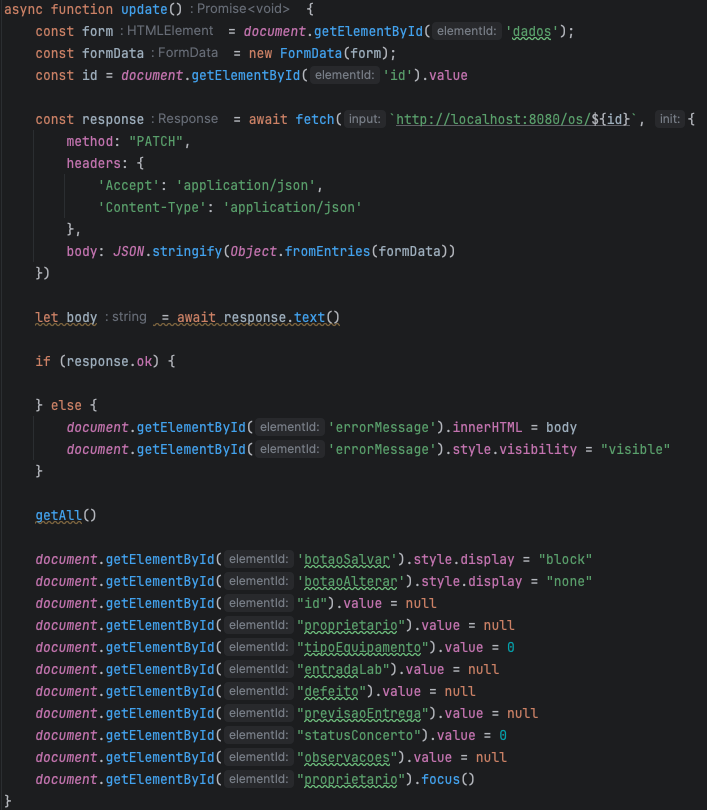 async function update() : Promise<void> {
const form : HTMLElement = document.getElementById( elementId: 'dados');
const formData : FormData = new FormData(form);
const id = document.getElementById( elementId: 'id').value
const response : Response = await fetch( input: `http://localhost:8080/os/${id}`, init: {
method: "PATCH",
headers: {
'Accept': 'application/json',
'Content-Type': 'application/json'
},
body: JSON.stringify(Object.fromEntries(formData))
})
let body : string = await response.text()
if (response.ok) {
} else {
document.getElementById( elementId: 'errorMessage').innerHTML = body
document.getElementById( elementId: 'errorMessage').style.visibility = "visible"
}
getAll()
document.getElementById( elementId: 'botaoSalvar').style.display = "block"
document.getElementById( elementId: 'botaoAlterar').style.display = "none"
document.getElementById( elementId: "id").value = null
document.getElementById( elementId: "proprietario").value = null
document.getElementById( elementId: "tipoEquipamento").value = 0
document.getElementById( elementId: "entradaLab").value = null
document.getElementById( elementId: "defeito").value = null
document.getElementById( elementId: "previsaoEntrega").value = null
document.getElementById( elementId: "statusConcerto").value = 0
document.getElementById( elementId: "observacoes").value = null
document.getElementById( elementId: "proprietario").focus()
}